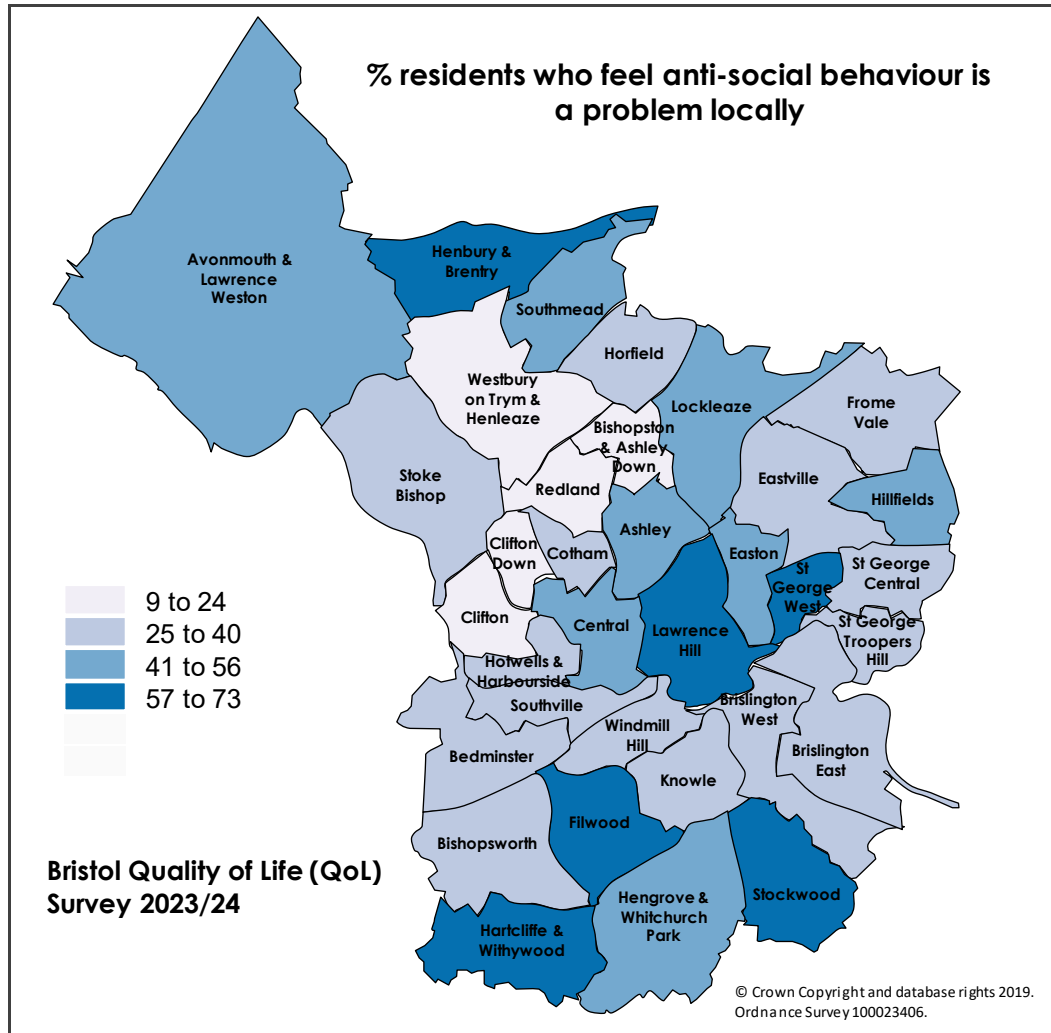 % residents who feel anti-social behaviour is
a problem locally
Avonmouth &
Lawrence
Weston
Henbury &
Brentry
Southmead
Horfield
Westbury
on Trym &
Henleaze
Lockleaze
Frome
Vale
Bishopston
& Ashley
Down
Stoke
Bishop
Redland
Eastville
Hillfields
Ashley
Clifton
Down
Cotham
Easton
St
George
West
St George
Central
9 to 24
25 to 40
41 to 56
57 to 73
Clifton
Central
Lawrence
Hill
St George
Troopers
Hill
Hotwells &
Harbourside
Southville
Windmill
Hill
Brislington
West
Bedminster
Knowle
Brislington
East
Filwood
Bishopsworth
Stockwood
Hengrove &
Whitchurch
Park
Hartcliffe &
Withywood
Bristol Quality of Life (QoL)
Survey 2023/24
© Crown Copyright and database rights 2019.
Ordnance Survey 100023406.